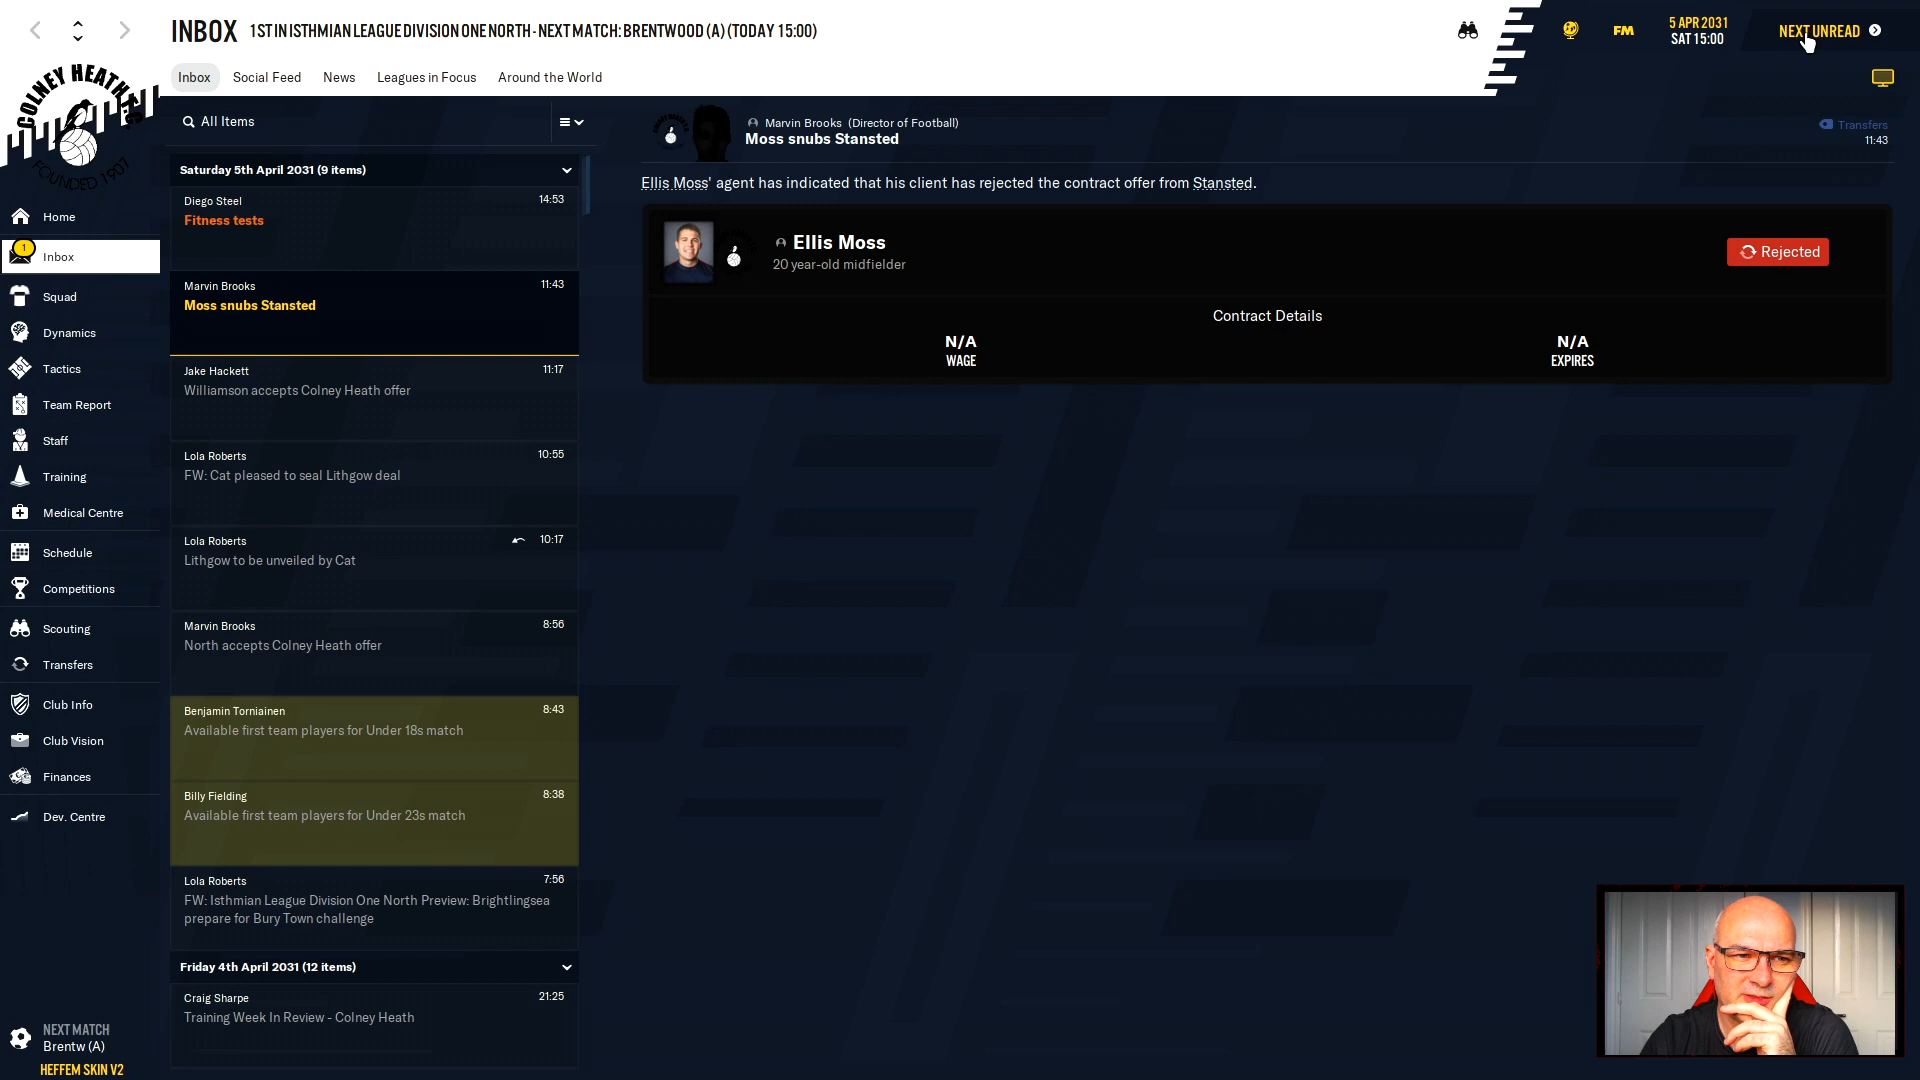 INBOX
1ST IN ISTHMIAN LEAGUE DIVISION ONE NORTH - NEXT MATCH: BRENTWOOD (A) (TODAY 15:00)
FM
5 APR 2031
SAT 15:00
NEXT UNREAD
Inbox
Social Feed
News
Leagues in Focus
Around the World
COLNEY HEATH
FOUNDED 1907
Home
1
Inbox
Squad
Dynamics
Tactics
Team Report
Staff
Training
Medical Centre
Schedule
Competitions
Scouting
Transfers
Club Info
Club Vision
Finances
Dev. Centre
NEXT MATCH
Brentw (A)
HEFFEM SKIN V2
All Items
Saturday 5th April 2031 (9 items)
Diego Steel 14:53
Fitness tests
Marvin Brooks 11:43
Moss snubs Stansted
Jake Hackett 11:17
Williamson accepts Colney Heath offer
Lola Roberts 10:55
FW: Cat pleased to seal Lithgow deal
Lola Roberts 10:17
Lithgow to be unveiled by Cat
Marvin Brooks 8:56
North accepts Colney Heath offer
Benjamin Torniainen 8:43
Available first team players for Under 18s match
Billy Fielding 8:38
Available first team players for Under 23s match
Lola Roberts 7:56
FW: Isthmian League Division One North Preview: Brightlingsea
prepare for Bury Town challenge
Friday 4th April 2031 (12 items)
Craig Sharpe 21:25
Training Week In Review - Colney Heath
Marvin Brooks (Director of Football)
Moss snubs Stansted
Transfers
11:43
Ellis Moss' agent has indicated that his client has rejected the contract offer from Stansted.
Ellis Moss
20 year-old midfielder
Rejected
Contract Details
N/A
WAGE
N/A
EXPIRES